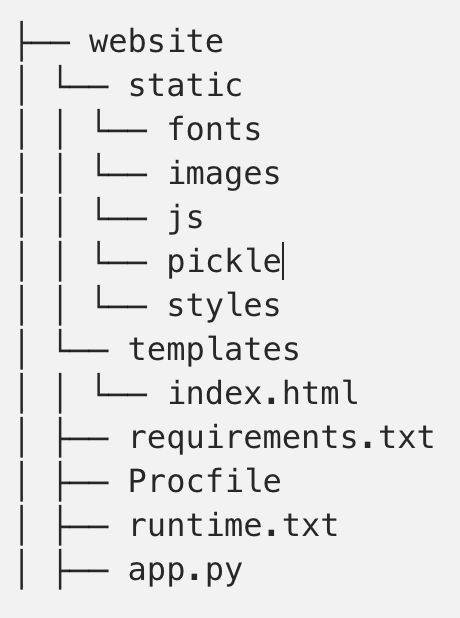 ├── website
│ └── static
│ │ └── fonts
│ │ └── images
│ │ └── js
│ │ └── pickle
│ │ └── styles
│ └── templates
│ │ └── index.html
│ ├── requirements.txt
│ ├── Procfile
│ ├── runtime.txt
│ ├── app.py